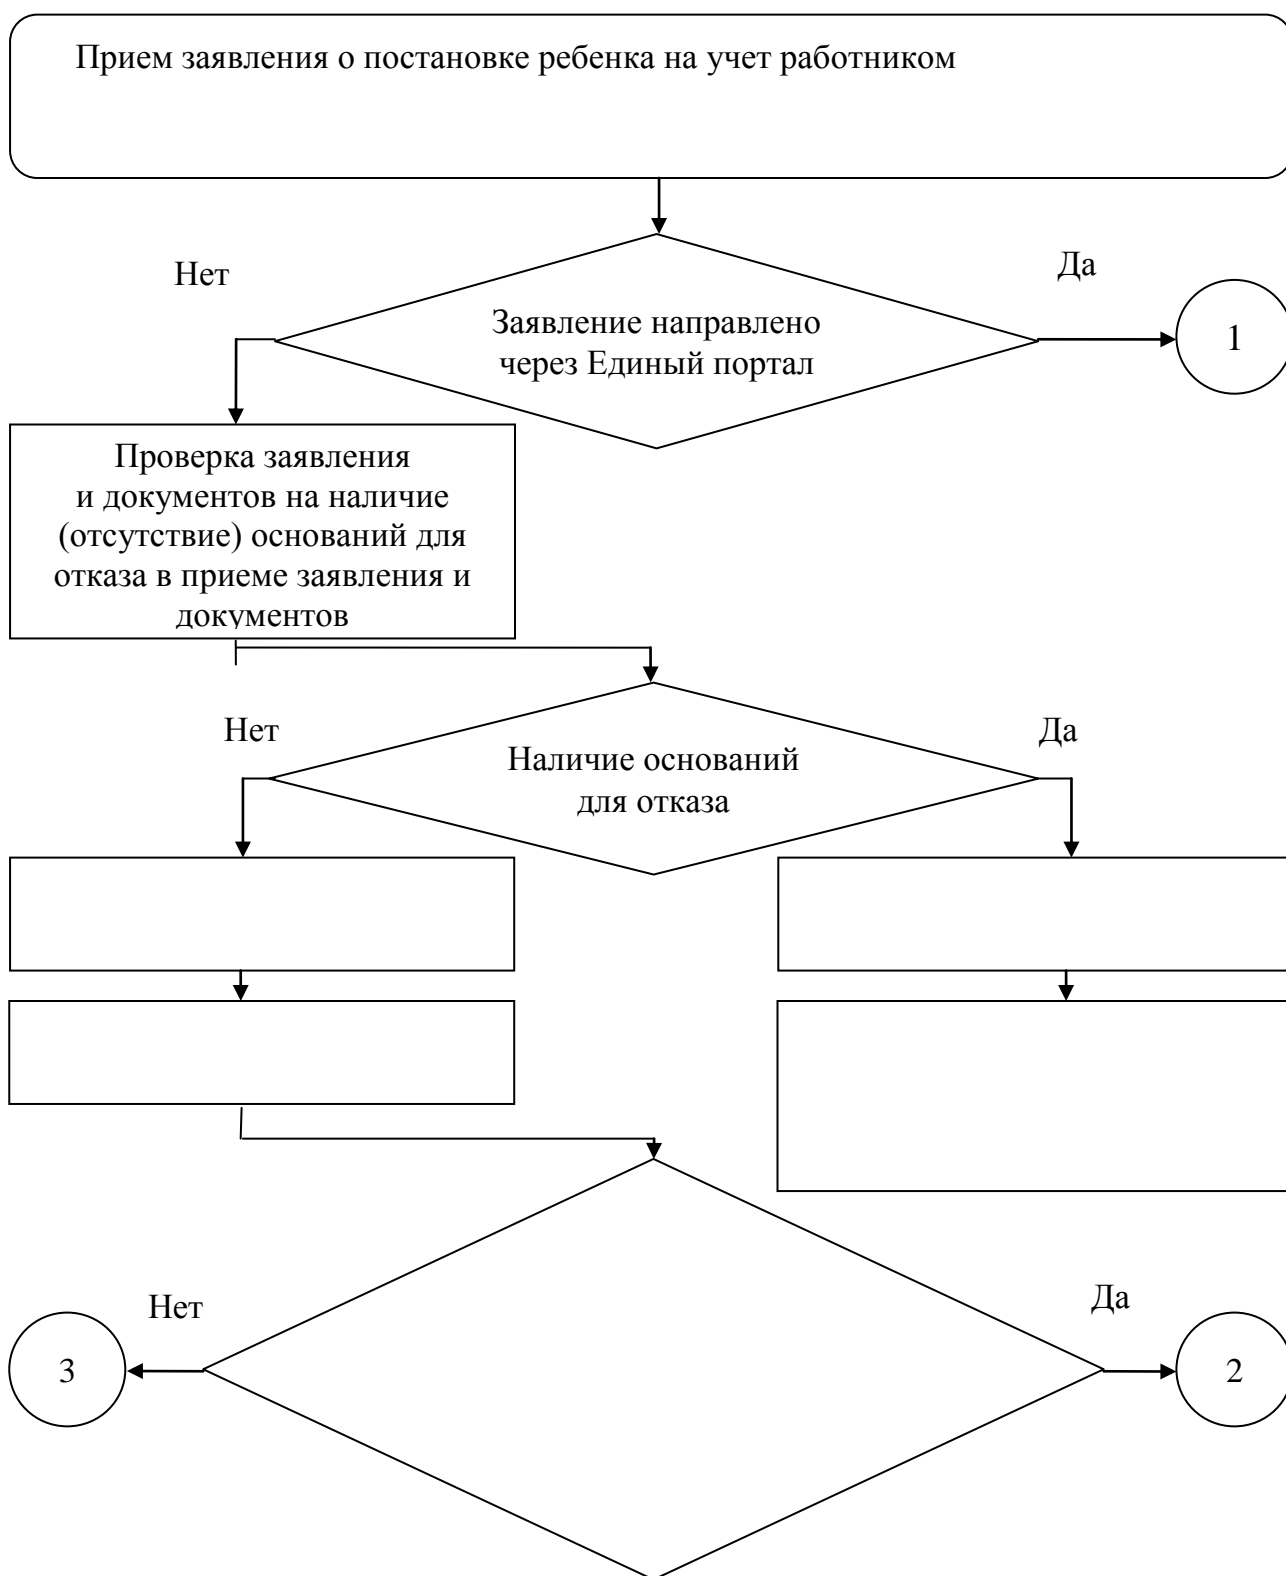 Прием заявления о постановке ребенка на учет работником
Нет
Да
Заявление направлено
через Единый портал
1
Проверка заявления
и документов на наличие
(отсутствие) оснований для
отказа в приеме заявления и
документов
Нет
Да
Наличие оснований
для отказа
Нет
Да
3
2